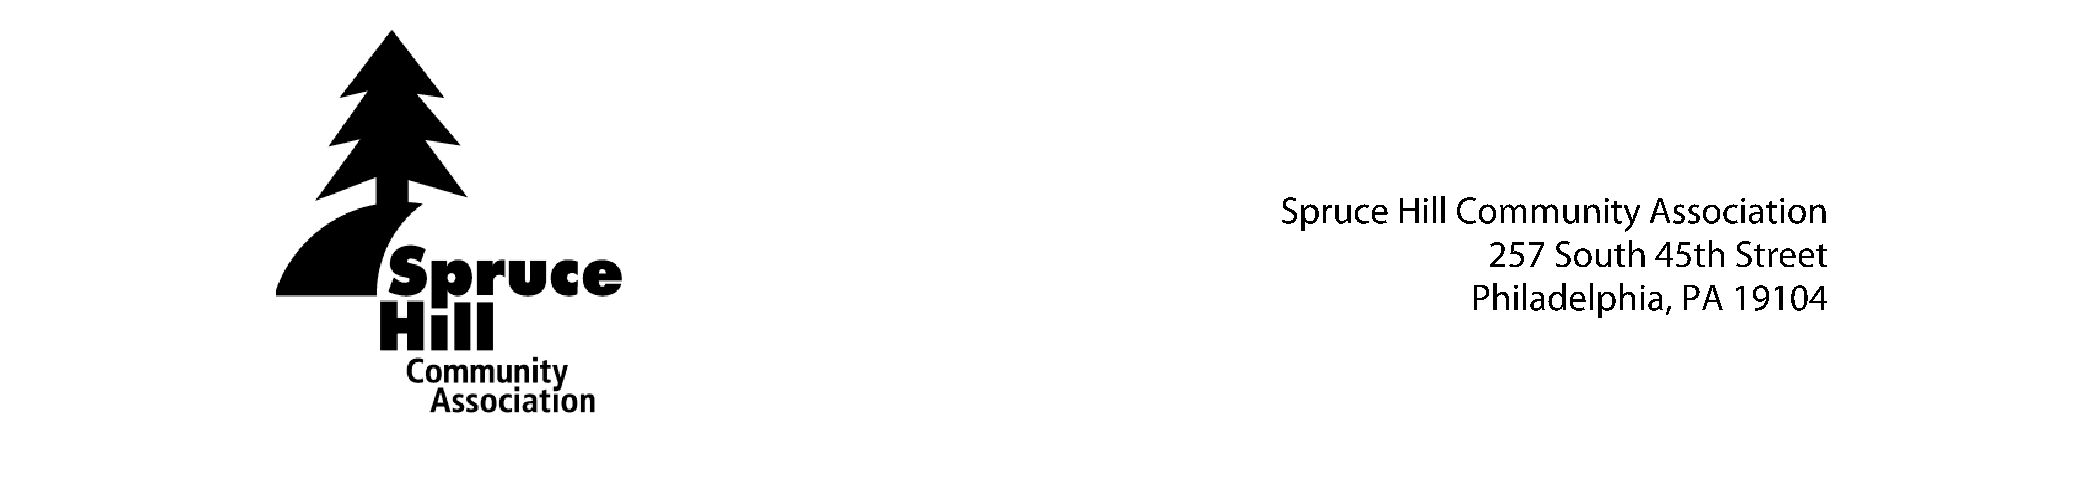 Spruce
Hill
Community
Association
Spruce Hill Community Association
257 South 45th Street
Philadelphia, PA 19104